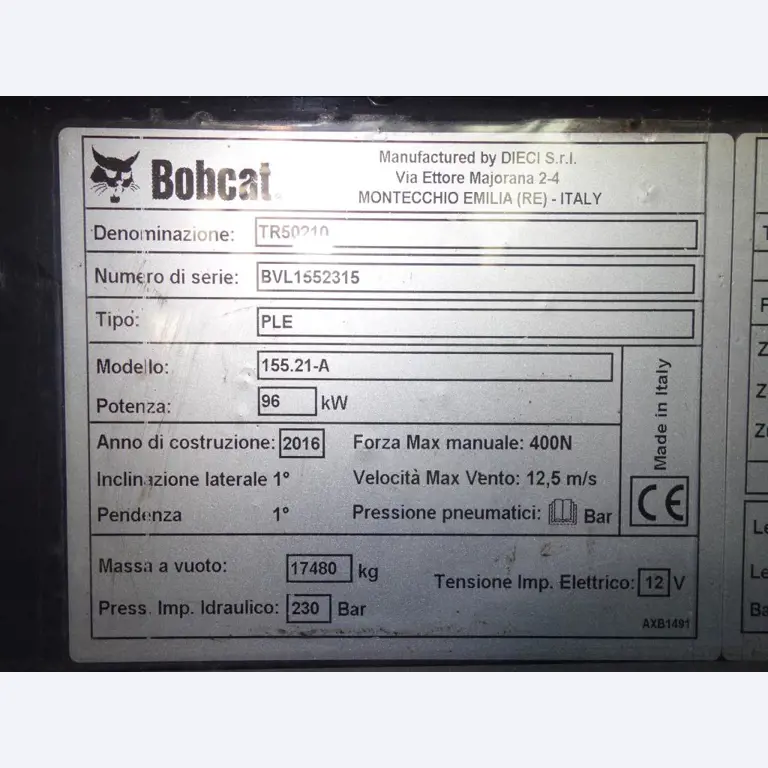 Bobcat
Manufactured by DIECI S.r.l.
Via Ettore Majorana 2-4
MONTECCHIO EMILIA (RE) - ITALY
Denominazione: TR50210
Numero di serie: BVL1552315
Tipo: PLE
Modello: 155.21-A
Potenza: 96 kW
Made in Italy
CE
Anno di costruzione: 2016 Forza Max manuale: 400N
Inclinazione laterale 1° Velocità Max Vento: 12,5 m/s
Pendenza 1° Pressione pneumatici: Bar
Massa a vuoto: 17480 kg
Tensione Imp. Elettrico: 12 V
Press. Imp. Idraulico: 230 Bar
AXB1491